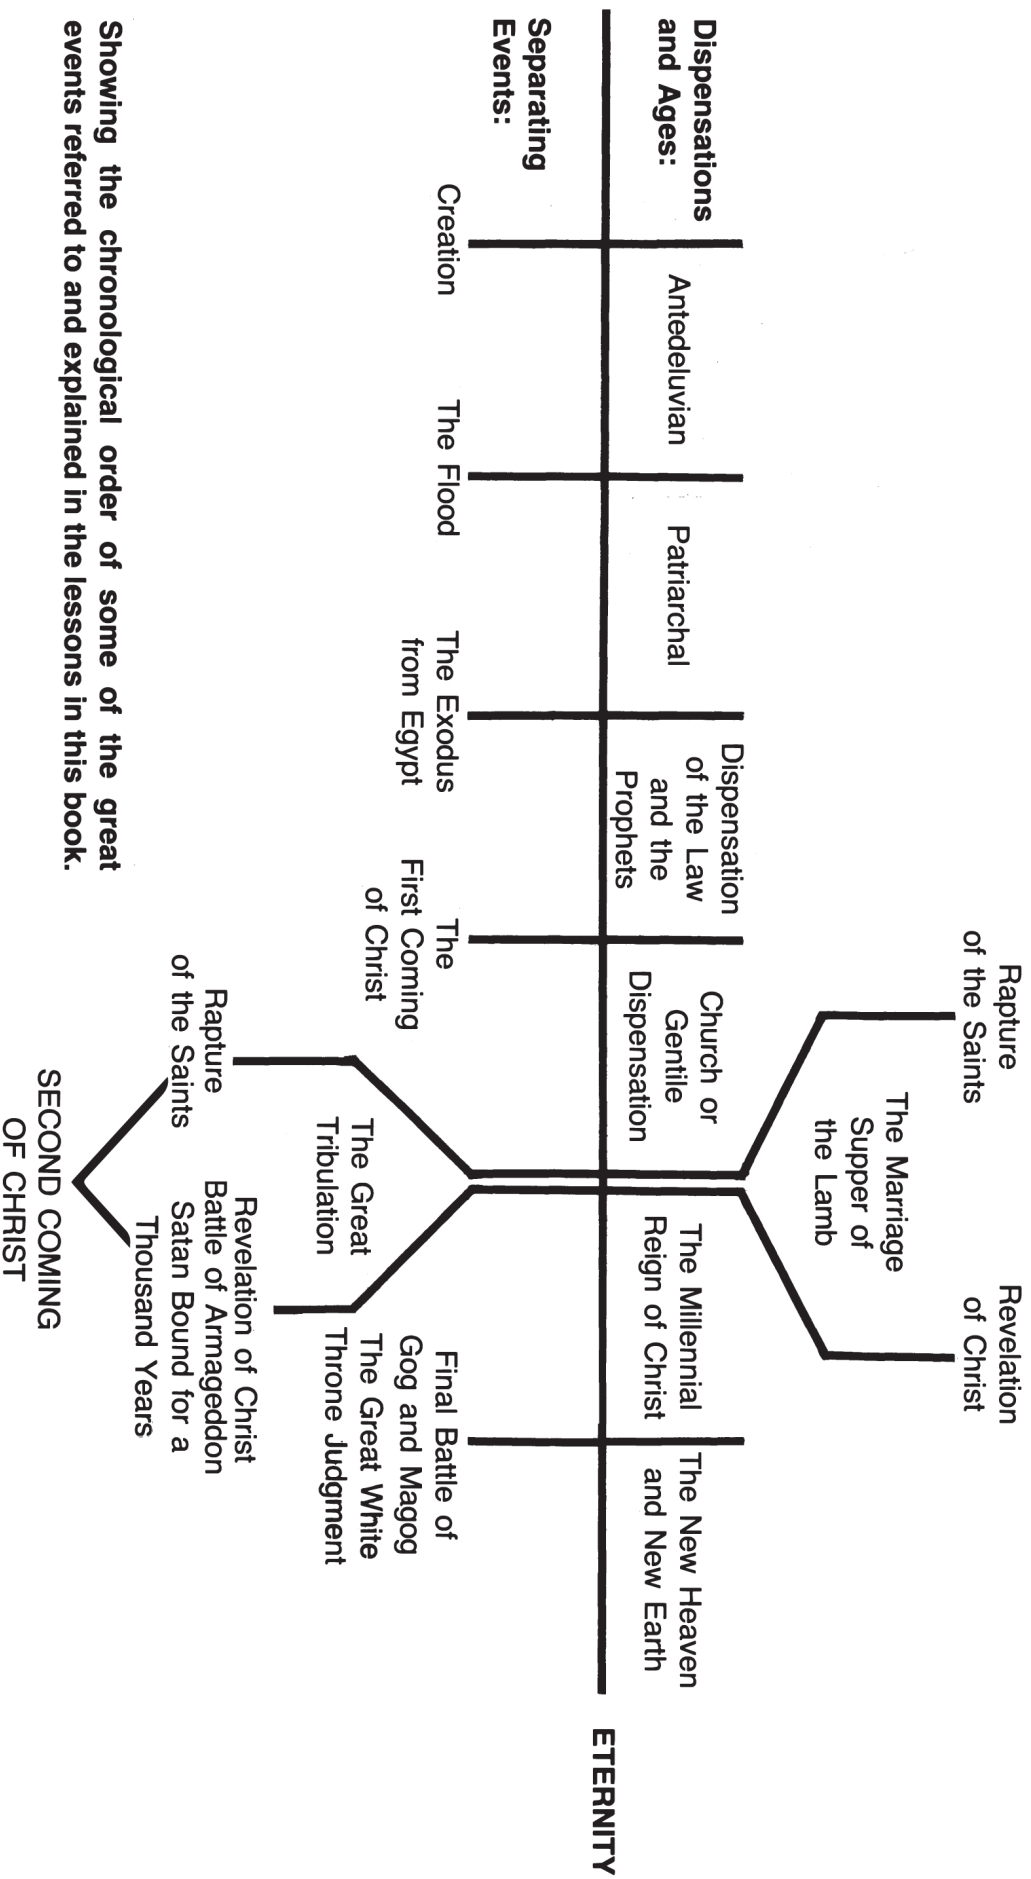 Rapture
of the Saints
Revelation
of Christ
The Marriage
Supper of
the Lamb
Dispensations
and Ages:
Antedeluvian
Patriarchal
Dispensation
of the Law
and the
Prophets
Church or
Gentile
Dispensation
The Millennial
Reign of Christ
The New Heaven
and New Earth
ETERNITY
Separating
Events:
Creation
The Flood
The Exodus
from Egypt
The
First Coming
of Christ
The Great
Tribulation
Final Battle of
Gog and Magog
The Great White
Throne Judgment
Rapture
of the Saints
Revelation of Christ
Battle of Armageddon
Satan Bound for a
Thousand Years
SECOND COMING
OF CHRIST
Showing the chronological order of some of the great
events referred to and explained in the lessons in this book.